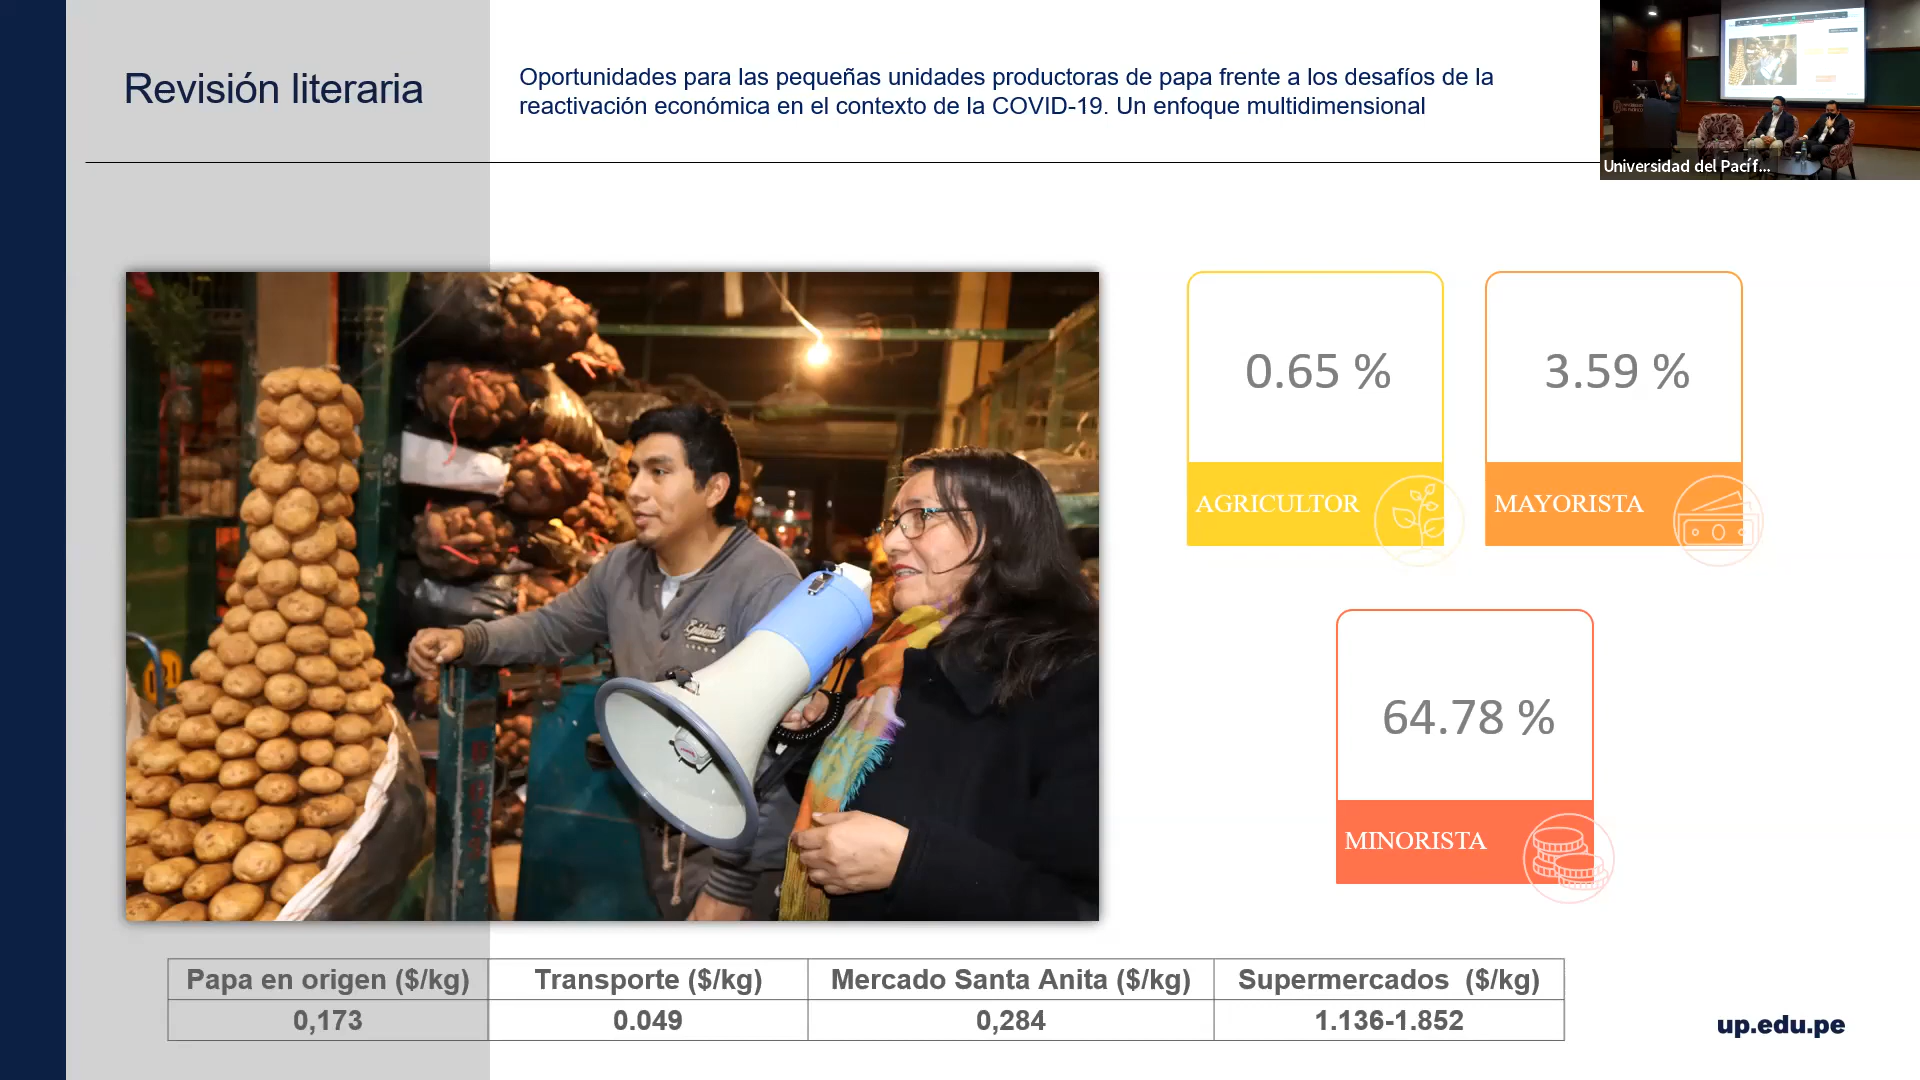 Revisión literaria
Oportunidades para las pequeñas unidades productoras de papa frente a los desafíos de la
reactivación económica en el contexto de la COVID-19. Un enfoque multidimensional
Universidad del Pacíf...
0.65 %
AGRICULTOR
3.59 %
MAYORISTA
64.78 %
MINORISTA
Papa en origen ($/kg) Transporte ($/kg) Mercado Santa Anita ($/kg) Supermercados ($/kg)
0,173 0.049 0,284 1.136-1.852
up.edu.pe